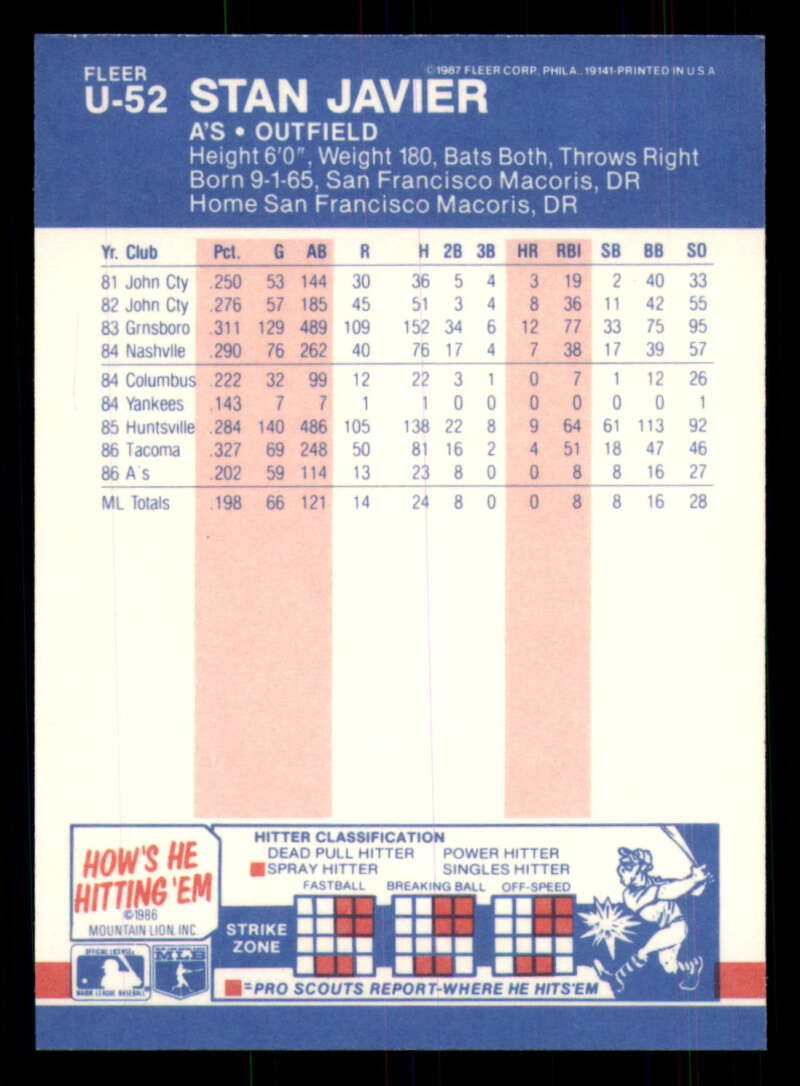 FLEER
U-52 STAN JAVIER
©1987 FLEER CORP., PHILA., 19141-PRINTED IN U.S.A
A'S • OUTFIELD
Height 6'0", Weight 180, Bats Both, Throws Right
Born 9-1-65, San Francisco Macoris, DR
Home San Francisco Macoris, DR
Yr. Club Pct. G AB R H 2B 3B HR RBI SB BB SO
81 John Cty .250 53 144 30 36 5 4 3 19 2 40 33
82 John Cty .276 57 185 45 51 3 4 8 36 11 42 55
83 Grnsboro .311 129 489 109 152 34 6 12 77 33 75 95
84 Nashvlle .290 76 262 40 76 17 4 7 38 17 39 57
84 Columbus .222 32 99 12 22 3 1 0 7 1 12 26
84 Yankees .143 7 7 1 1 0 0 0 0 0 0 1
85 Huntsville .284 140 486 105 138 22 8 9 64 61 113 92
86 Tacoma .327 69 248 50 81 16 2 4 51 18 47 46
86 A's .202 59 114 13 23 8 0 0 8 8 16 27
ML Totals .198 66 121 14 24 8 0 0 8 8 16 28
HOW'S HE
HITTING 'EM
©1986
MOUNTAIN LION, INC.
OFFICIAL LICENSEE
MAJOR LEAGUE BASEBALL
MLB
HITTER CLASSIFICATION
DEAD PULL HITTER POWER HITTER
SPRAY HITTER SINGLES HITTER
FASTBALL BREAKING BALL OFF-SPEED
STRIKE
ZONE
=PRO SCOUTS REPORT-WHERE HE HITS'EM